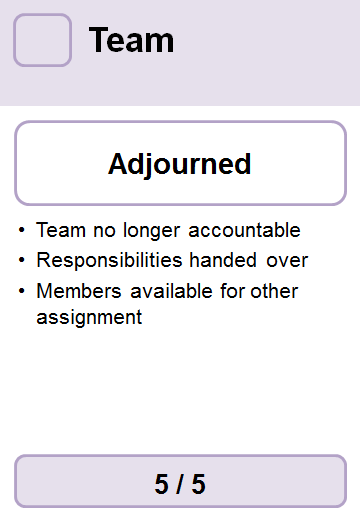 Team
Adjourned
• Team no longer accountable
• Responsibilities handed over
• Members available for other
assignment
5 / 5